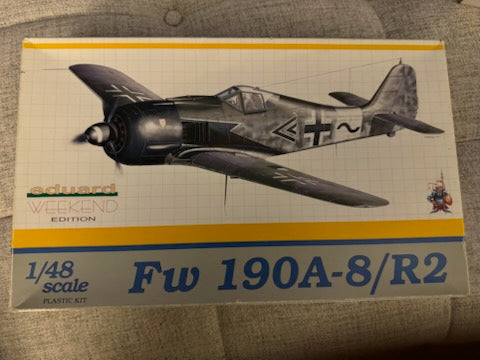 eduard
WEEKEND
EDITION
1/48
scale
PLASTIC KIT
Fw 190A-8/R2